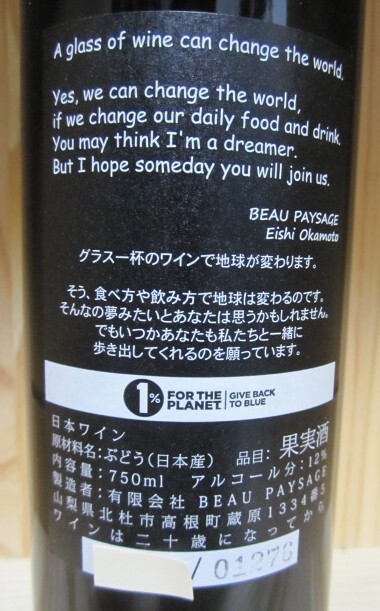 A glass of wine can change the world.
Yes, we can change the world,
if we change our daily food and drink.
You may think I'm a dreamer.
But I hope someday you will join us.
BEAU PAYSAGE
Eishi Okamoto
グラス一杯のワインで地球が変わります。
そう、食べ方や飲み方で地球は変わるのです。
そんなの夢みたいとあなたは思うかもしれません。
でもいつかあなたも私たちと一緒に
歩き出してくれるのを願っています。
1% FOR THE PLANET. GIVE BACK TO BLUE
日本ワイン
原材料名:ぶどう(日本産) 品目:果実酒
内容量:750ml アルコール分:12%
製造者:有限会社 BEAU PAYSAGE
山梨県北杜市高根町蔵原1334番5
ワインは二十歳になってから
/ 01276